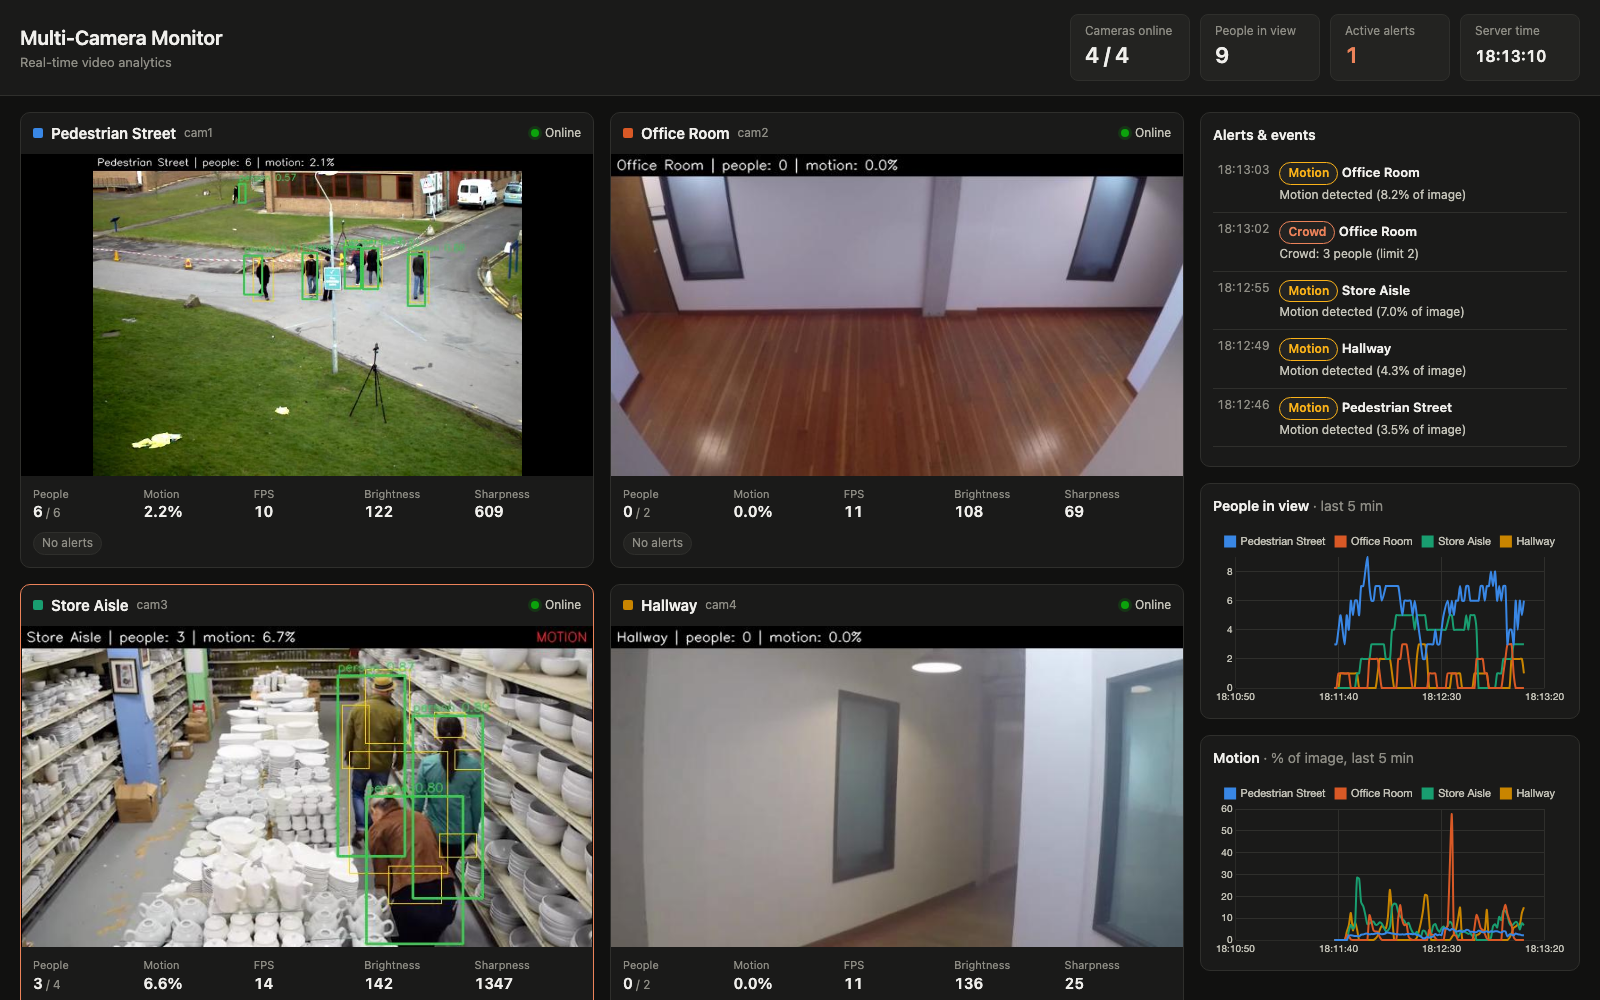 Multi-Camera Monitor
Real-time video analytics
Cameras online
4 / 4
People in view
9
Active alerts
1
Server time
18:13:10
Pedestrian Street cam1
Online
Pedestrian Street | people: 6 | motion: 2.1%
People Motion FPS Brightness Sharpness
6 / 6 2.2% 10 122 609
No alerts
Office Room cam2
Online
Office Room | people: 0 | motion: 0.0%
People Motion FPS Brightness Sharpness
0 / 2 0.0% 11 108 69
No alerts
Store Aisle cam3
Online
Store Aisle | people: 3 | motion: 6.7% MOTION
person 0.80
People Motion FPS Brightness Sharpness
3 / 4 6.6% 14 142 1347
Hallway cam4
Online
Hallway | people: 0 | motion: 0.0%
People Motion FPS Brightness Sharpness
0 / 2 0.0% 11 136 25
Alerts & events
18:13:03 Motion Office Room
Motion detected (8.2% of image)
18:13:02 Crowd Office Room
Crowd: 3 people (limit 2)
18:12:55 Motion Store Aisle
Motion detected (7.0% of image)
18:12:49 Motion Hallway
Motion detected (4.3% of image)
18:12:46 Motion Pedestrian Street
Motion detected (3.5% of image)
People in view · last 5 min
Pedestrian Street Office Room Store Aisle Hallway
8
6
4
2
0
18:10:50 18:11:40 18:12:30 18:13:20
Motion · % of image, last 5 min
Pedestrian Street Office Room Store Aisle Hallway
60
50
40
30
20
10
0
18:10:50 18:11:40 18:12:30 18:13:20